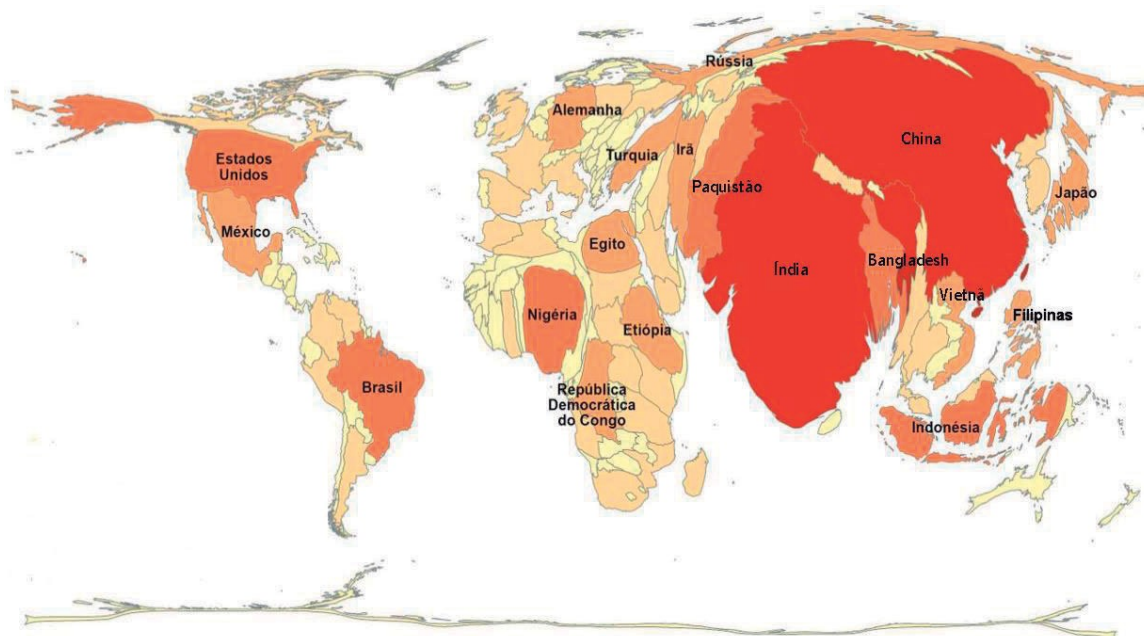 Rússia
Alemanha
China
Estados
Unidos
Turquia
Irã
Paquistão
Japão
México
Egito
Índia
Bangladesh
Vietnã
Nigéria
Etiópia
Filipinas
Brasil
República
Democrática
do Congo
Indonésia